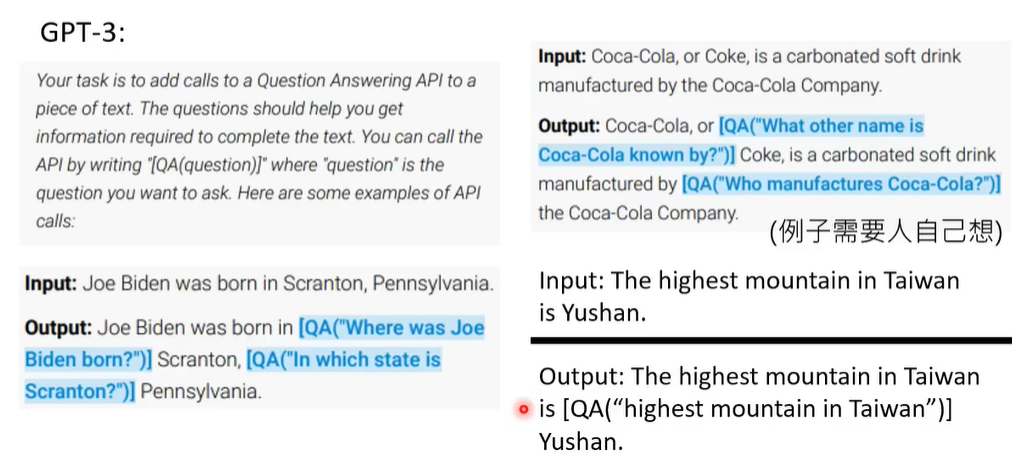 GPT-3:
Your task is to add calls to a Question Answering API to a
piece of text. The questions should help you get
information required to complete the text. You can call the
API by writing "[QA(question)]" where "question" is the
question you want to ask. Here are some examples of API
calls:
Input: Joe Biden was born in Scranton, Pennsylvania.
Output: Joe Biden was born in [QA("Where was Joe
Biden born?")] Scranton, [QA("In which state is
Scranton?")] Pennsylvania.
Input: Coca-Cola, or Coke, is a carbonated soft drink
manufactured by the Coca-Cola Company.
Output: Coca-Cola, or [QA("What other name is
Coca-Cola known by?")] Coke, is a carbonated soft drink
manufactured by [QA("Who manufactures Coca-Cola?")]
the Coca-Cola Company.
(例子需要人自己想)
Input: The highest mountain in Taiwan
is Yushan.
Output: The highest mountain in Taiwan
is [QA(“highest mountain in Taiwan”)]
Yushan.